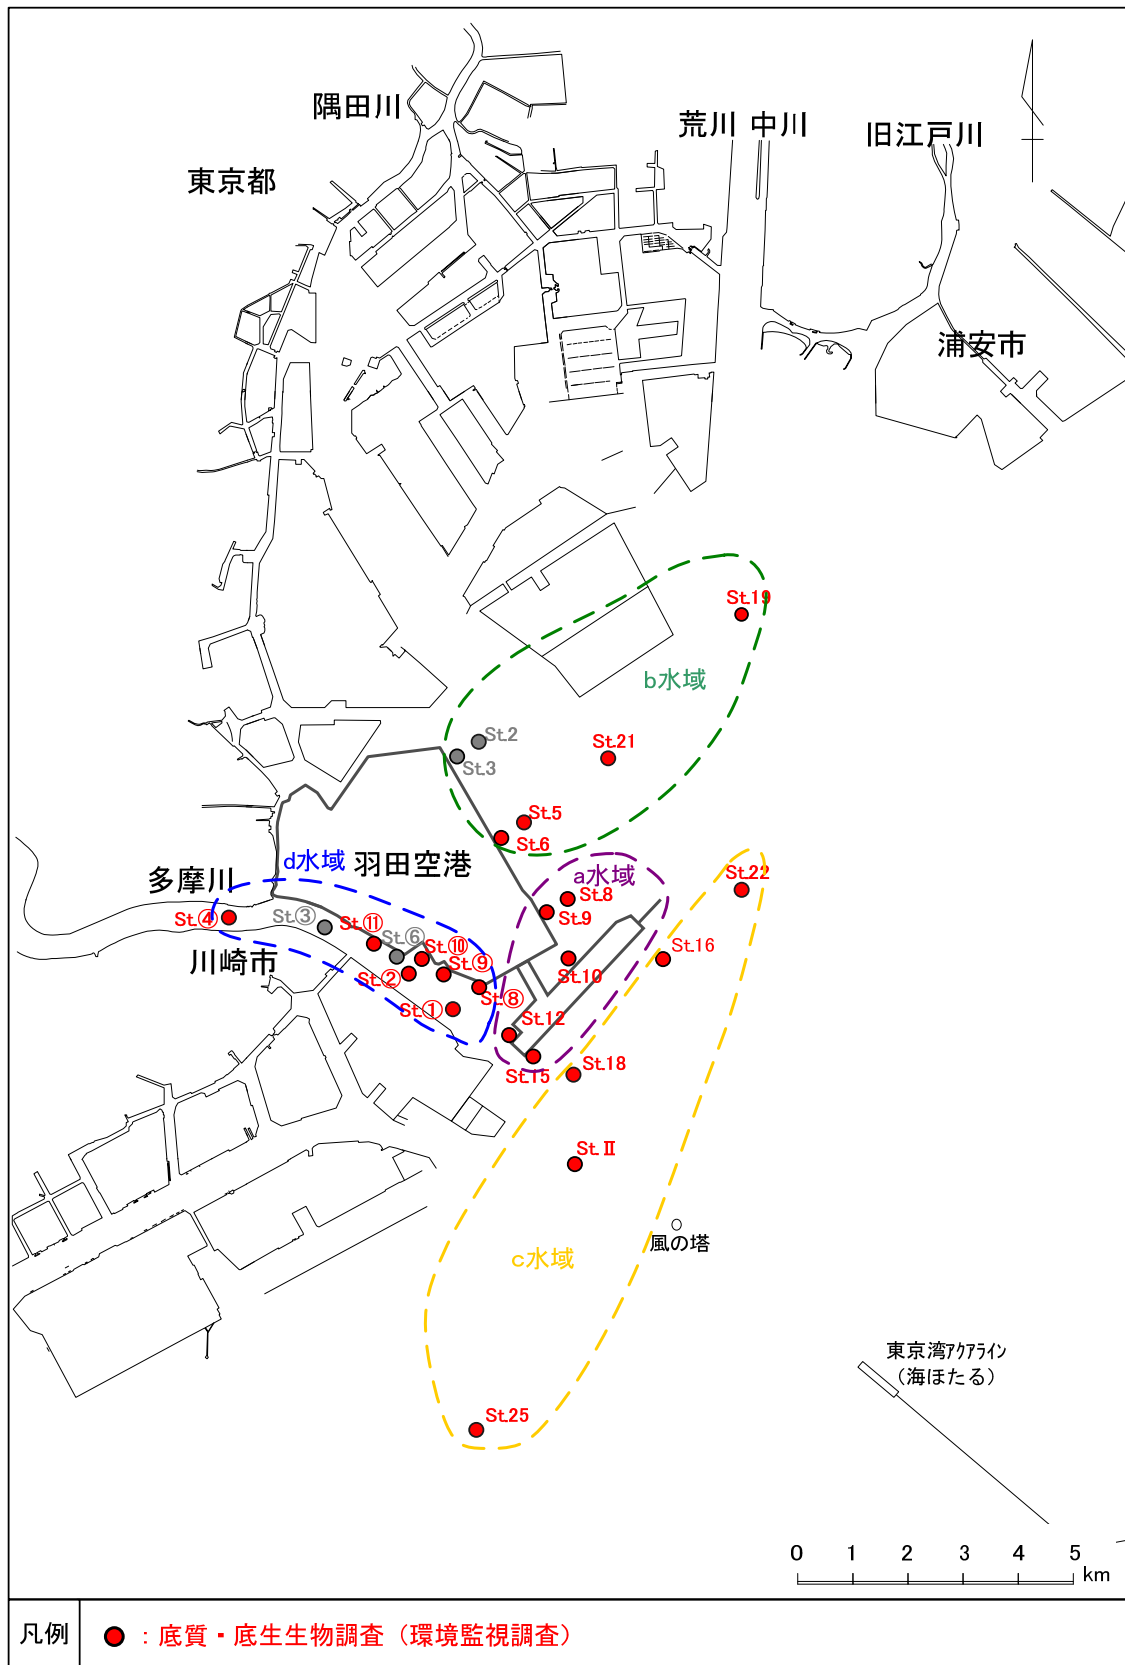 隅田川
荒川 中川
旧江戸川
東京都
浦安市
St.19
b水域
St.2
St.3
St.21
St.5
St.6
d水域
羽田空港
a水域
多摩川
St.22
St.8
St.9
St.④
St.③
St.⑪
St.⑥
St.⑩
St.16
川崎市
St.②
St.⑨
St.10
St.⑧
St.①
St.12
St.15
St.18
St.Ⅱ
風の塔
c水域
東京湾ｱｸｱﾗｲﾝ
（海ほたる）
St.25
0 1 2 3 4 5
km
凡例
：底質・底生生物調査（環境監視調査）